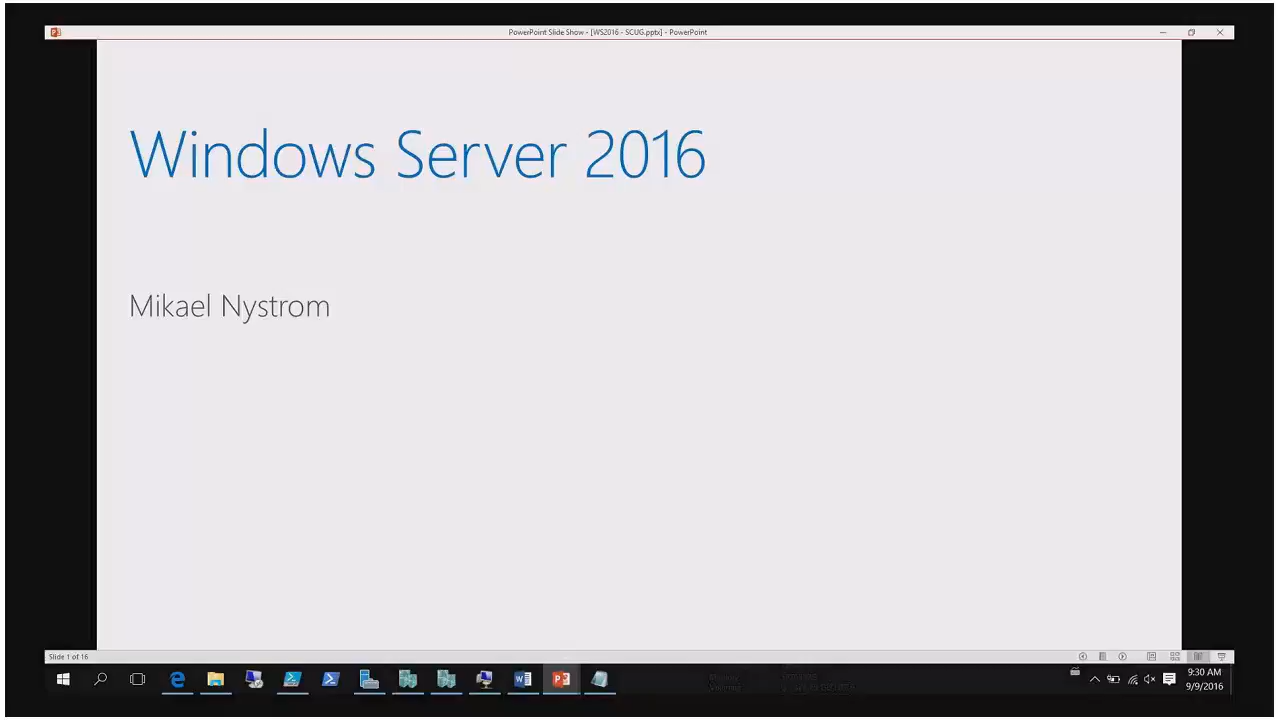 PowerPoint Slide Show - [WS2016 - SCUG.pptx] - PowerPoint
Windows Server 2016
Mikael Nystrom
Slide 1 of 16
9:30 AM
9/9/2016